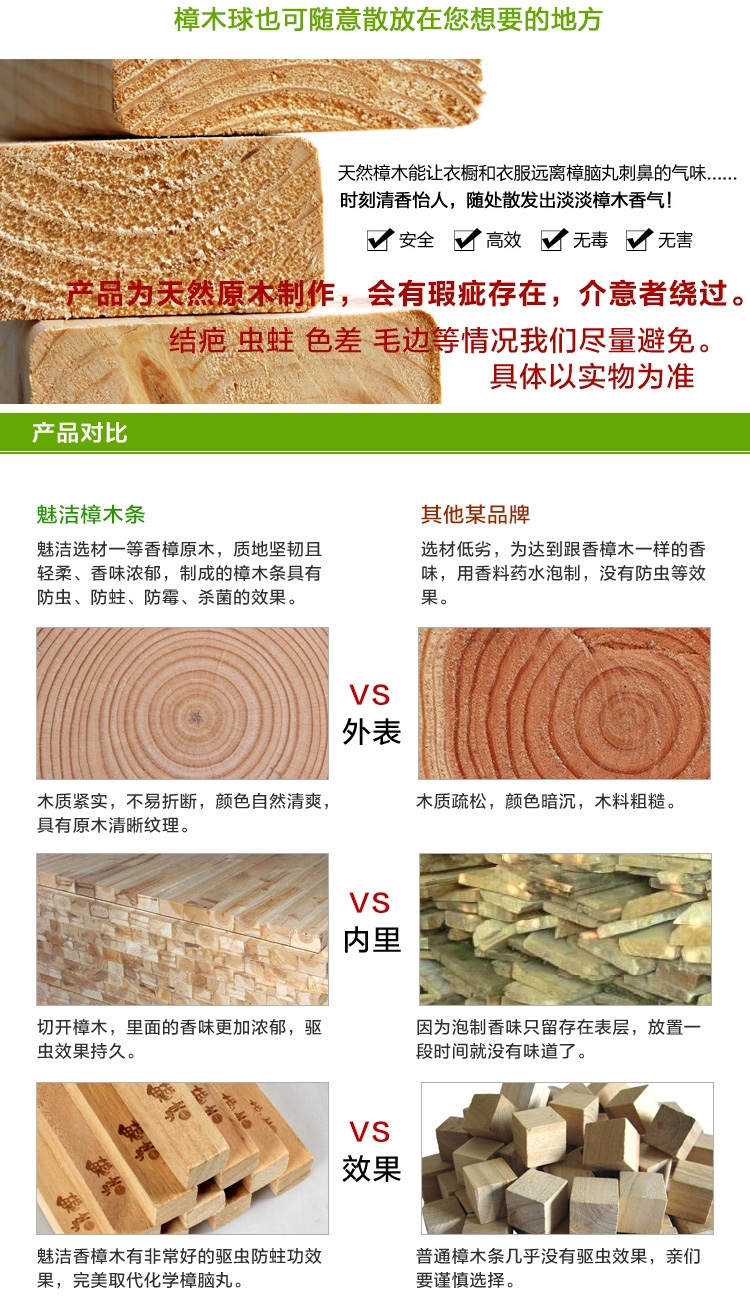 樟木球也可随意散放在您想要的地方
天然樟木能让衣橱和衣服远离樟脑丸刺鼻的气味......
时刻清香怡人，随处散发出淡淡樟木香气！
安全 高效 无毒 无害
产品为天然原木制作，会有瑕疵存在，介意者绕过。
结疤 虫蛀 色差 毛边等情况我们尽量避免。
具体以实物为准
产品对比
魅洁樟木条
魅洁选材一等香樟原木，质地坚韧且
轻柔、香味浓郁，制成的樟木条具有
防虫、防蛀、防霉、杀菌的效果。
其他某品牌
选材低劣，为达到跟香樟木一样的香
味，用香料药水泡制，没有防虫等效
果。
VS
外表
木质紧实，不易折断，颜色自然清爽，
具有原木清晰纹理。
木质疏松，颜色暗沉，木料粗糙。
VS
内里
切开樟木，里面的香味更加浓郁，驱
虫效果持久。
因为泡制香味只留存在表层，放置一
段时间就没有味道了。
魅洁
魅洁
魅洁
VS
效果
魅洁香樟木有非常好的驱虫防蛀功效
果，完美取代化学樟脑丸。
普通樟木条几乎没有驱虫效果，亲们
要谨慎选择。